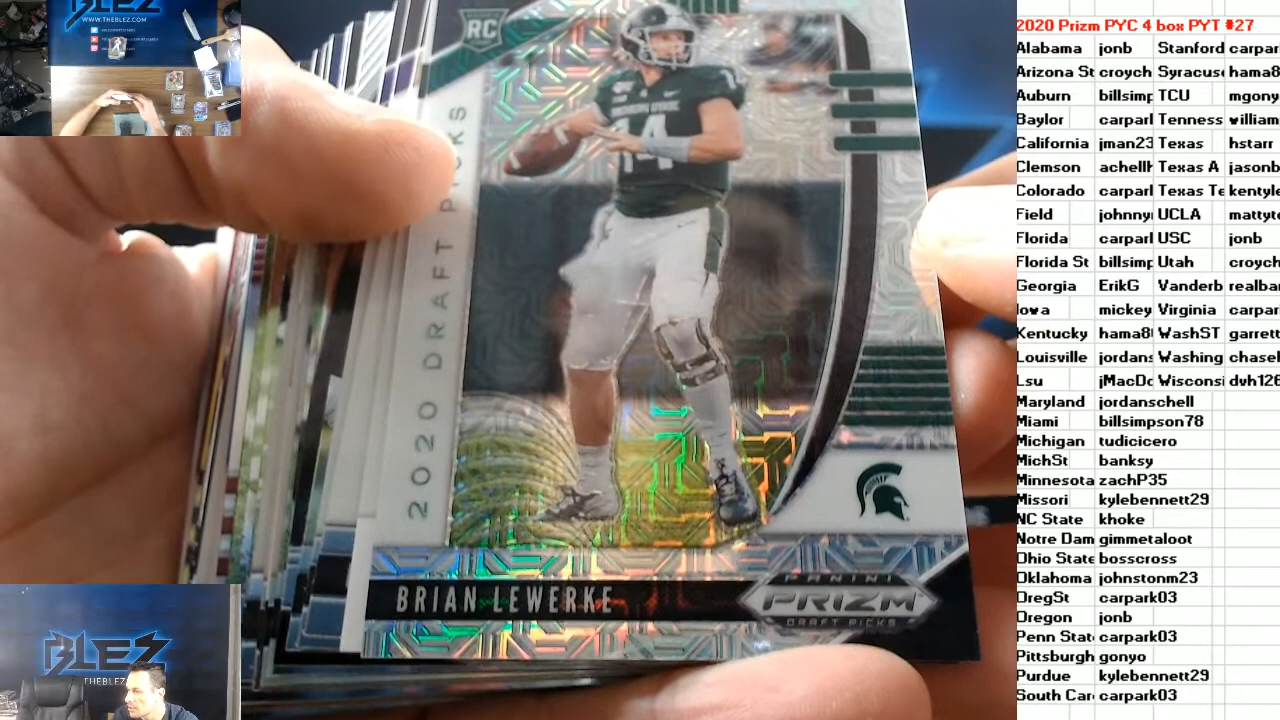 BLEZ
WWW.THEBLEZ.COM
RC
2020 DRAFT PICKS
14
BRIAN LEWERKE
PANINI
PRIZM
DRAFT PICKS
BLEZ
THEBLEZ
2020 Prizm PYC 4 box PYT #27
Alabama jonb Stanford carpar
Arizona St croych Syracuse hama8
Auburn billsimp TCU mgony
Baylor carparl Tenness william
California jman23 Texas hstarr
Clemson achellh Texas A jasonb
Colorado carparl Texas Te kentyle
Field johnny UCLA mattyt
Florida carparl USC jonb
Florida St billsimp Utah croych
Georgia ErikG Vanderb realba
Iowa mickey Virginia carpar
Kentucky hama8 WashST garrett
Louisville jordans Washing chasel
Lsu jMacDo Wisconsi dvh126
Maryland jordanschell
Miami billsimpson78
Michigan tudicicero
MichSt banksy
Minnesota zachP35
Missori kylebennett29
NC State khoke
Notre Dam gimmetaloot
Ohio State bosscross
Oklahoma johnstonm23
OregSt carpark03
Oregon jonb
Penn State carpark03
Pittsburgh gonyo
Purdue kylebennett29
South Car carpark03